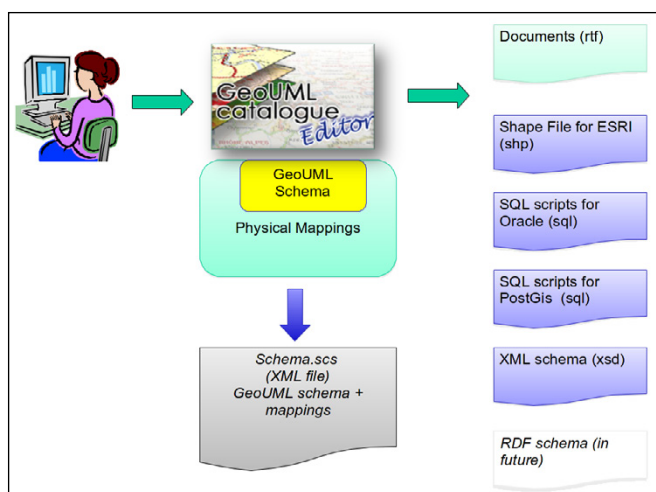 GeoUML
catalogue
Editor
GeoUML
Schema
Physical Mappings
Schema.scs
(XML file)
GeoUML schema +
mappings
Documents (rtf)
Shape File for ESRI
(shp)
SQL scripts for
Oracle (sql)
SQL scripts for
PostGis (sql)
XML schema (xsd)
RDF schema (in
future)